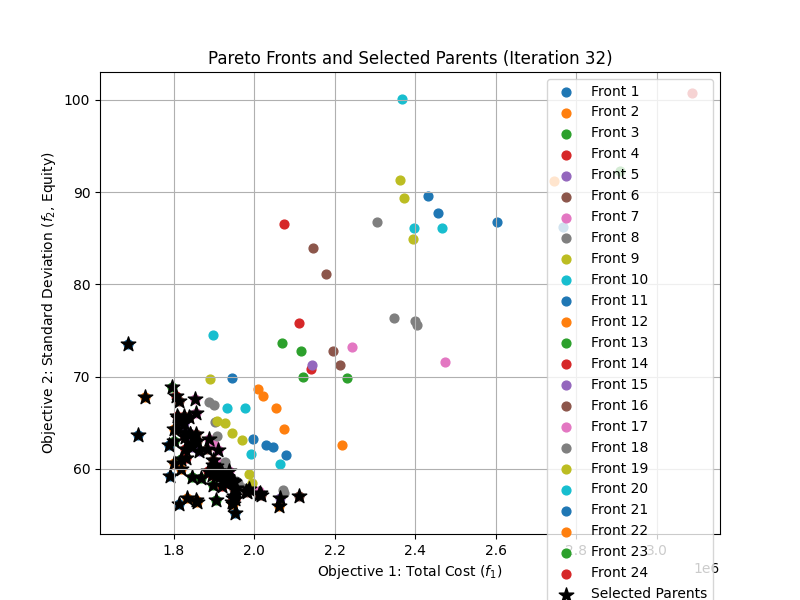 Pareto Fronts and Selected Parents (Iteration 32)
Objective 2: Standard Deviation (f2, Equity)
100
90
80
70
60
1.8
2.0
2.2
2.4
2.6
2.8
3.0
1e6
Objective 1: Total Cost (f1)
Front 1
Front 2
Front 3
Front 4
Front 5
Front 6
Front 7
Front 8
Front 9
Front 10
Front 11
Front 12
Front 13
Front 14
Front 15
Front 16
Front 17
Front 18
Front 19
Front 20
Front 21
Front 22
Front 23
Front 24
Selected Parents